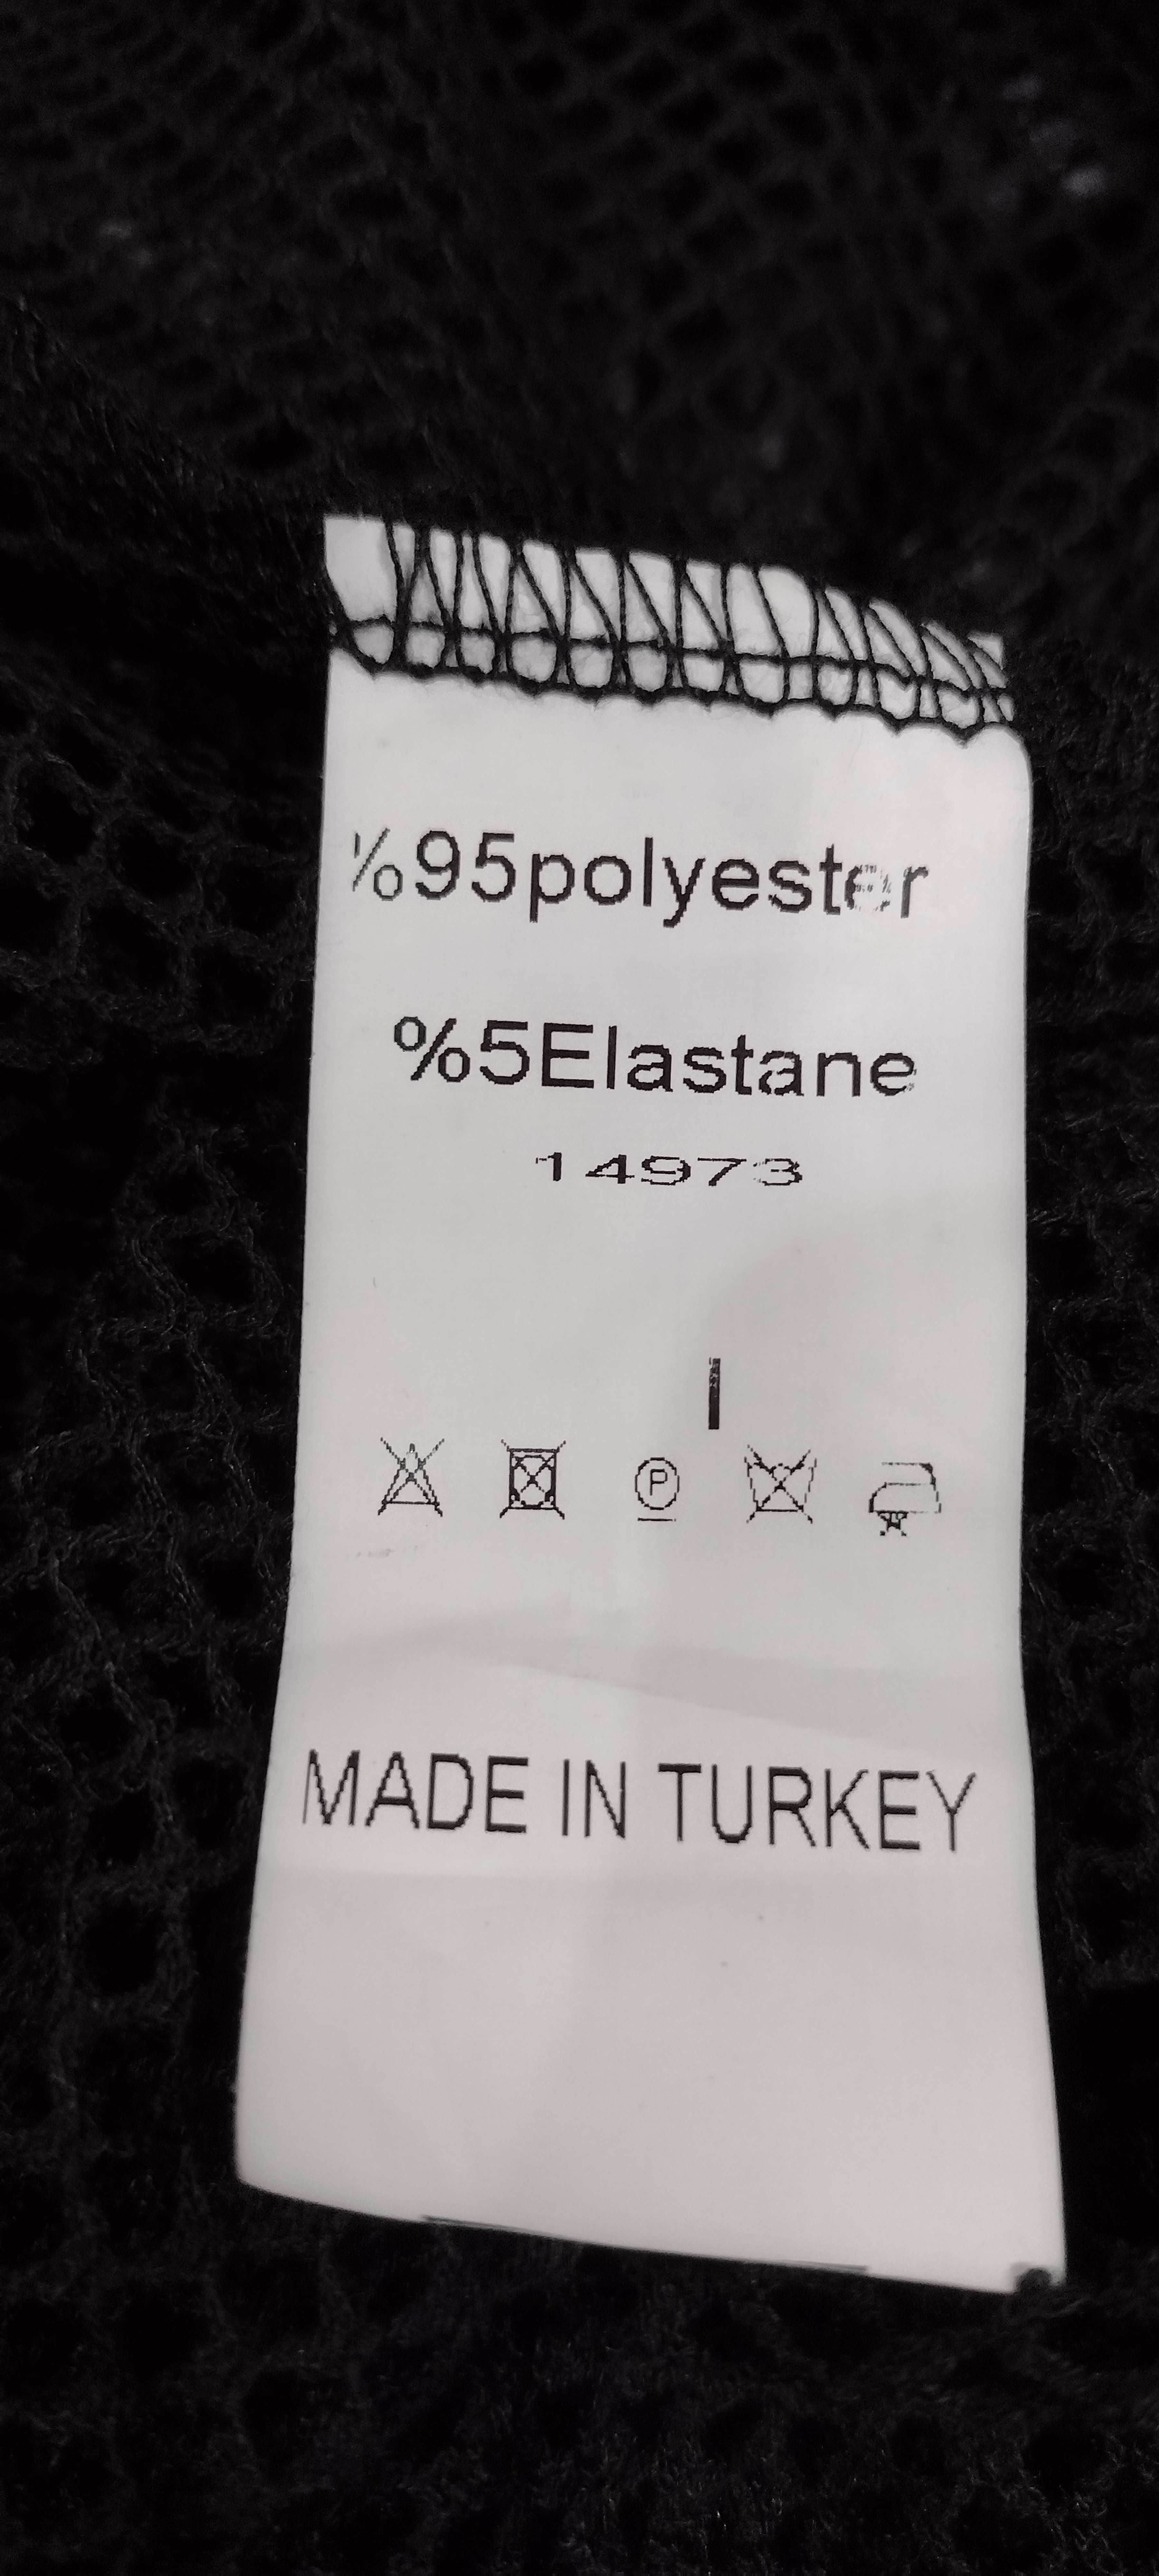 %95polyester
%5Elastane
14973
P
MADE IN TURKEY